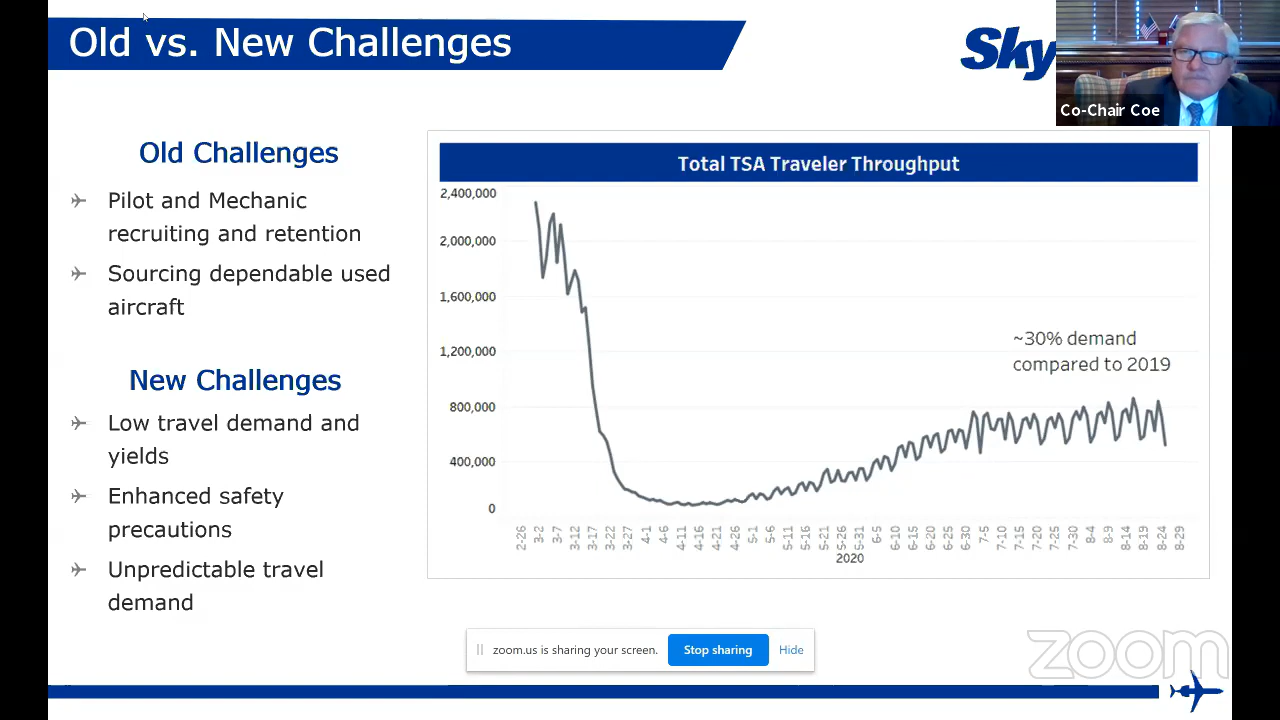 Old vs. New Challenges
Sky
Co-Chair Coe
Old Challenges
Pilot and Mechanic
recruiting and retention
Sourcing dependable used
aircraft
New Challenges
Low travel demand and
yields
Enhanced safety
precautions
Unpredictable travel
demand
Total TSA Traveler Throughput
2,400,000
2,000,000
1,600,000
1,200,000
800,000
400,000
0
~30% demand
compared to 2019
2-26
3-2
3-7
3-12
3-17
3-22
3-27
4-1
4-6
4-11
4-16
4-21
4-26
5-1
5-6
5-11
5-16
5-21
5-26
5-31
6-5
6-10
6-15
6-20
6-25
6-30
7-5
7-10
7-15
7-20
7-25
7-30
8-4
8-9
8-14
8-19
8-24
8-29
2020
zoom.us is sharing your screen.
Stop sharing
Hide
zoom